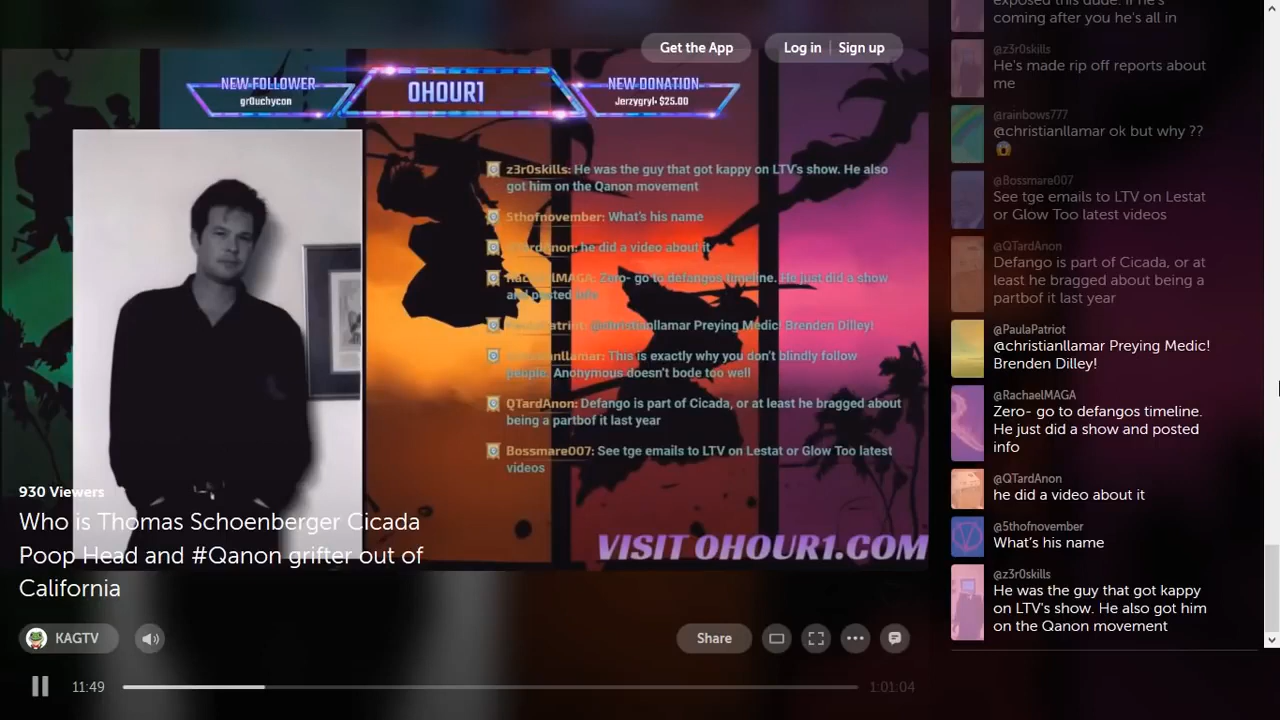 Get the App
Log in
Sign up
NEW FOLLOWER
gr0uchycon
OHOUR1
NEW DONATION
Jerzygryl• $25.00
z3r0skills: He was the guy that got kappy on LTV's show. He also
got him on the Qanon movement
5thofnovember: What's his name
he did a video about it
Zero- go to defangos timeline. He just did a show
and posted info
@christianllamar Preying Medic! Brenden Dilley!
This is exactly why you don't blindly follow
people. Anonymous doesn't bode too well
QTardAnon: Defango is part of Cicada, or at least he bragged about
being a partbof it last year
Bossmare007: See tge emails to LTV on Lestat or Glow Too latest
videos
VISIT OHOUR1.COM
930 Viewers
Who is Thomas Schoenberger Cicada
Poop Head and #Qanon grifter out of
California
KAGTV
Share
11:49
1:01:04
exposed this dude. If he's
coming after you he's all in
@z3r0skills
He's made rip off reports about
me
@rainbows777
@christianllamar ok but why ??
😱
@Bossmare007
See tge emails to LTV on Lestat
or Glow Too latest videos
@QTardAnon
Defango is part of Cicada, or at
least he bragged about being a
partbof it last year
@PaulaPatriot
@christianllamar Preying Medic!
Brenden Dilley!
@RachaelMAGA
Zero- go to defangos timeline.
He just did a show and posted
info
@QTardAnon
he did a video about it
@5thofnovember
What's his name
@z3r0skills
He was the guy that got kappy
on LTV's show. He also got him
on the Qanon movement